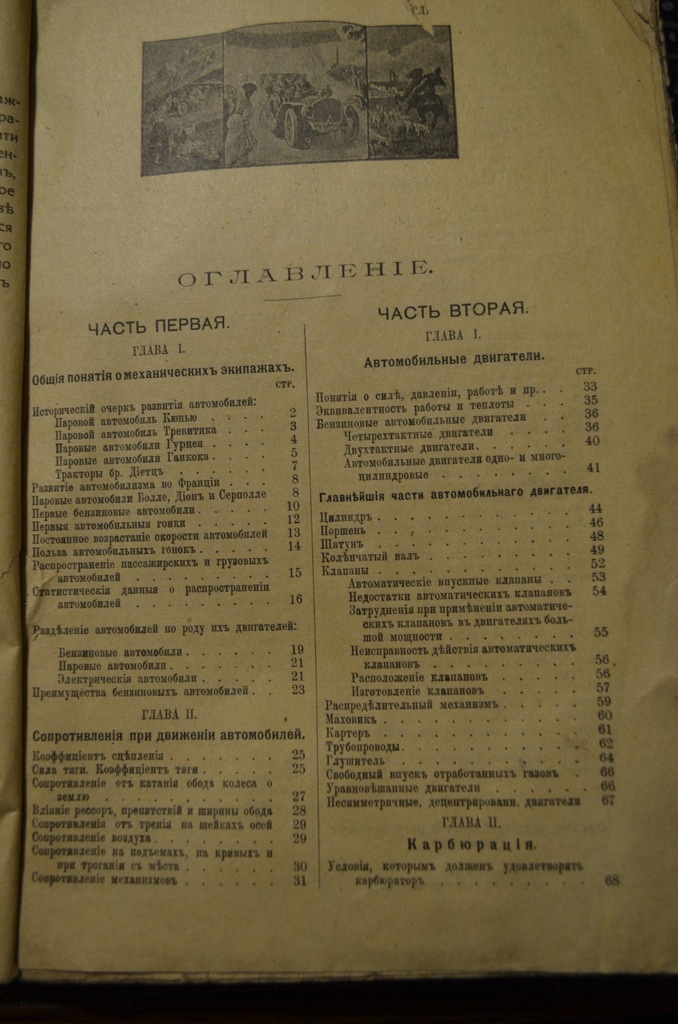 ОГЛАВЛЕНІЕ.
ЧАСТЬ ПЕРВАЯ.
ГЛАВА I.
Общія понятія о механическихъ экипажахъ.
стр.
Историческій очеркъ развитія автомобилей:
Паровой автомобиль Кюнью . . . . 2
Паровой автомобиль Тревитика . . . 3
Паровые автомобили Гурнея . . . . 4
Паровые автомобили Ганкока . . . . 5
Тракторы бр. Дietцъ . . . . . . 7
Развитіе автомобилизма во Франціи . . . 8
Паровые автомобили Болле, Діонъ и Серполле 8
Первые бензиновые автомобили . . . . . 10
Первыя автомобильныя гонки . . . . . 12
Постоянное возрастаніе скорости автомобилей 13
Польза автомобильныхъ гонокъ . . . . . 14
Распространеніе пассажирскихъ и грузовыхъ
автомобилей . . . . . . . . . 15
Статистическія данныя о распространеніи
автомобилей . . . . . . . . . 16
Раздѣленіе автомобилей по роду ихъ двигателей:
Бензиновые автомобили . . . . . . 19
Паровые автомобили . . . . . . . 21
Электрическія автомобили . . . . . 21
Преимущества бензиновыхъ автомобилей . . 23
ГЛАВА II.
Сопротивленія при движеніи автомобилей.
Коэффиціентъ сцѣпленія . . . . . . . 25
Сила тяги. Коэффиціентъ тяги . . . . . 25
Сопротивленіе отъ катанія обода колеса о
землю . . . . . . . . . . . 27
Вліяніе рессоръ, препятствій и ширины обода 28
Сопротивленія отъ тренія на шейкахъ осей 29
Сопротивленіе воздуха . . . . . . . . 29
Сопротивленіе на подъемахъ, на кривыхъ и
при троганіи съ мѣста . . . . . . 30
Сопротивленіе механизмовъ . . . . . . 31
ЧАСТЬ ВТОРАЯ.
ГЛАВА I.
Автомобильные двигатели.
стр.
Понятія о силѣ, давленіи, работѣ и пр. . . 33
Эквивалентность работы и теплоты . . . 35
Бензиновые автомобильные двигатели . . 36
Четырехтактные двигатели . . . . 36
Двухтактные двигатели . . . . . 40
Автомобильные двигатели одно- и много-
цилиндровые . . . . . . . . 41
Главнѣйшія части автомобильнаго двигателя.
Цилиндръ . . . . . . . . . . . 44
Поршень . . . . . . . . . . . 46
Шатунъ . . . . . . . . . . . 48
Колѣнчатый валъ . . . . . . . . . 49
Клапаны . . . . . . . . . . . 52
Автоматическіе впускные клапаны . . 53
Недостатки автоматическихъ клапановъ 54
Затрудненія при примѣненіи автоматиче-
скихъ клапановъ въ двигателяхъ боль-
шой мощности . . . . . . . . 55
Неисправность дѣйствія автоматическихъ
клапановъ . . . . . . . . . 56
Расположеніе клапановъ . . . . . 56
Изготовленіе клапановъ . . . . . 57
Распредѣлительный механизмъ . . . . . 59
Маховикъ . . . . . . . . . . . 60
Картеръ . . . . . . . . . . . 61
Трубопроводы . . . . . . . . . . 62
Глушитель . . . . . . . . . . . 64
Свободный впускъ отработанныхъ газовъ . 66
Уравновѣшанные двигатели . . . . . . 66
Несимметричные, децентрированн. двигатели 67
ГЛАВА II.
Карбюрація.
Условія, которымъ долженъ удовлетворять
карбюраторъ . . . . . . . . . 68